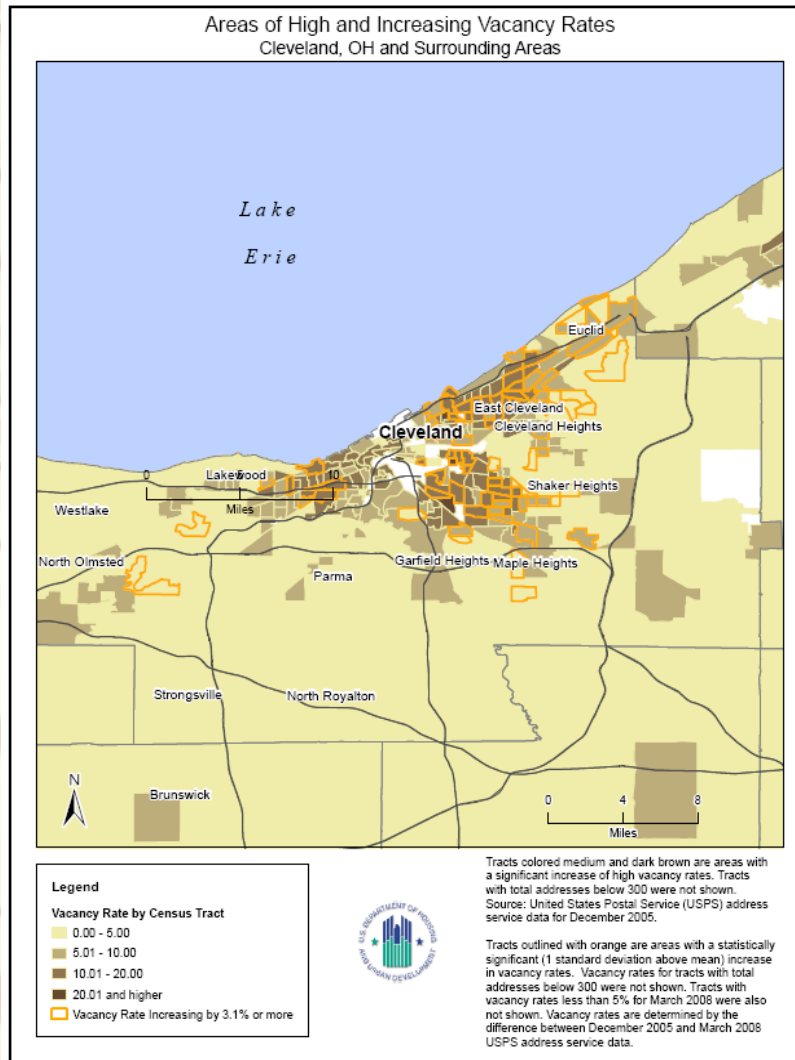 Areas of High and Increasing Vacancy Rates
Cleveland, OH and Surrounding Areas
Lake
Erie
Euclid
East Cleveland
Cleveland
Cleveland Heights
Lakewood
0 5 10
Miles
Shaker Heights
Westlake
North Olmsted
Garfield Heights
Maple Heights
Parma
Strongsville
North Royalton
N
Brunswick
0 4 8
Miles
Legend
Vacancy Rate by Census Tract
0.00 - 5.00
5.01 - 10.00
10.01 - 20.00
20.01 and higher
Vacancy Rate Increasing by 3.1% or more
U.S. DEPARTMENT OF HOUSING
AND URBAN DEVELOPMENT
Tracts colored medium and dark brown are areas with
a significant increase of high vacancy rates. Tracts
with total addresses below 300 were not shown.
Source: United States Postal Service (USPS) address
service data for December 2005.
Tracts outlined with orange are areas with a statistically
significant (1 standard deviation above mean) increase
in vacancy rates.  Vacancy rates for tracts with total
addresses below 300 were not shown. Tracts with
vacancy rates less than 5% for March 2008 were also
not shown. Vacancy rates are determined by the
difference between December 2005 and March 2008
USPS address service data.